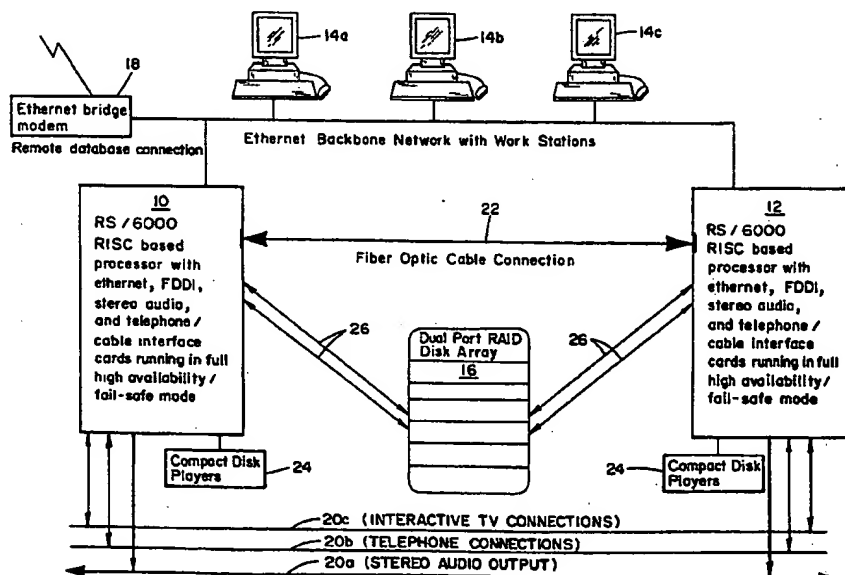 14a
14b
14c
18
Ethernet bridge
modem
Remote database connection
Ethernet Backbone Network with Work Stations
10
RS/6000
RISC based
processor with
ethernet, FDDI,
stereo audio,
and telephone/
cable interface
cards running in full
high availability/
fail-safe mode
22
Fiber Optic Cable Connection
12
RS/6000
RISC based
processor with
ethernet, FDDI,
stereo audio,
and telephone/
cable interface
cards running in full
high availability/
fail-safe mode
26
Dual Port RAID
Disk Array
16
26
Compact Disk
Players
24
24
Compact Disk
Players
20c (INTERACTIVE TV CONNECTIONS)
20b (TELEPHONE CONNECTIONS)
20a (STEREO AUDIO OUTPUT)